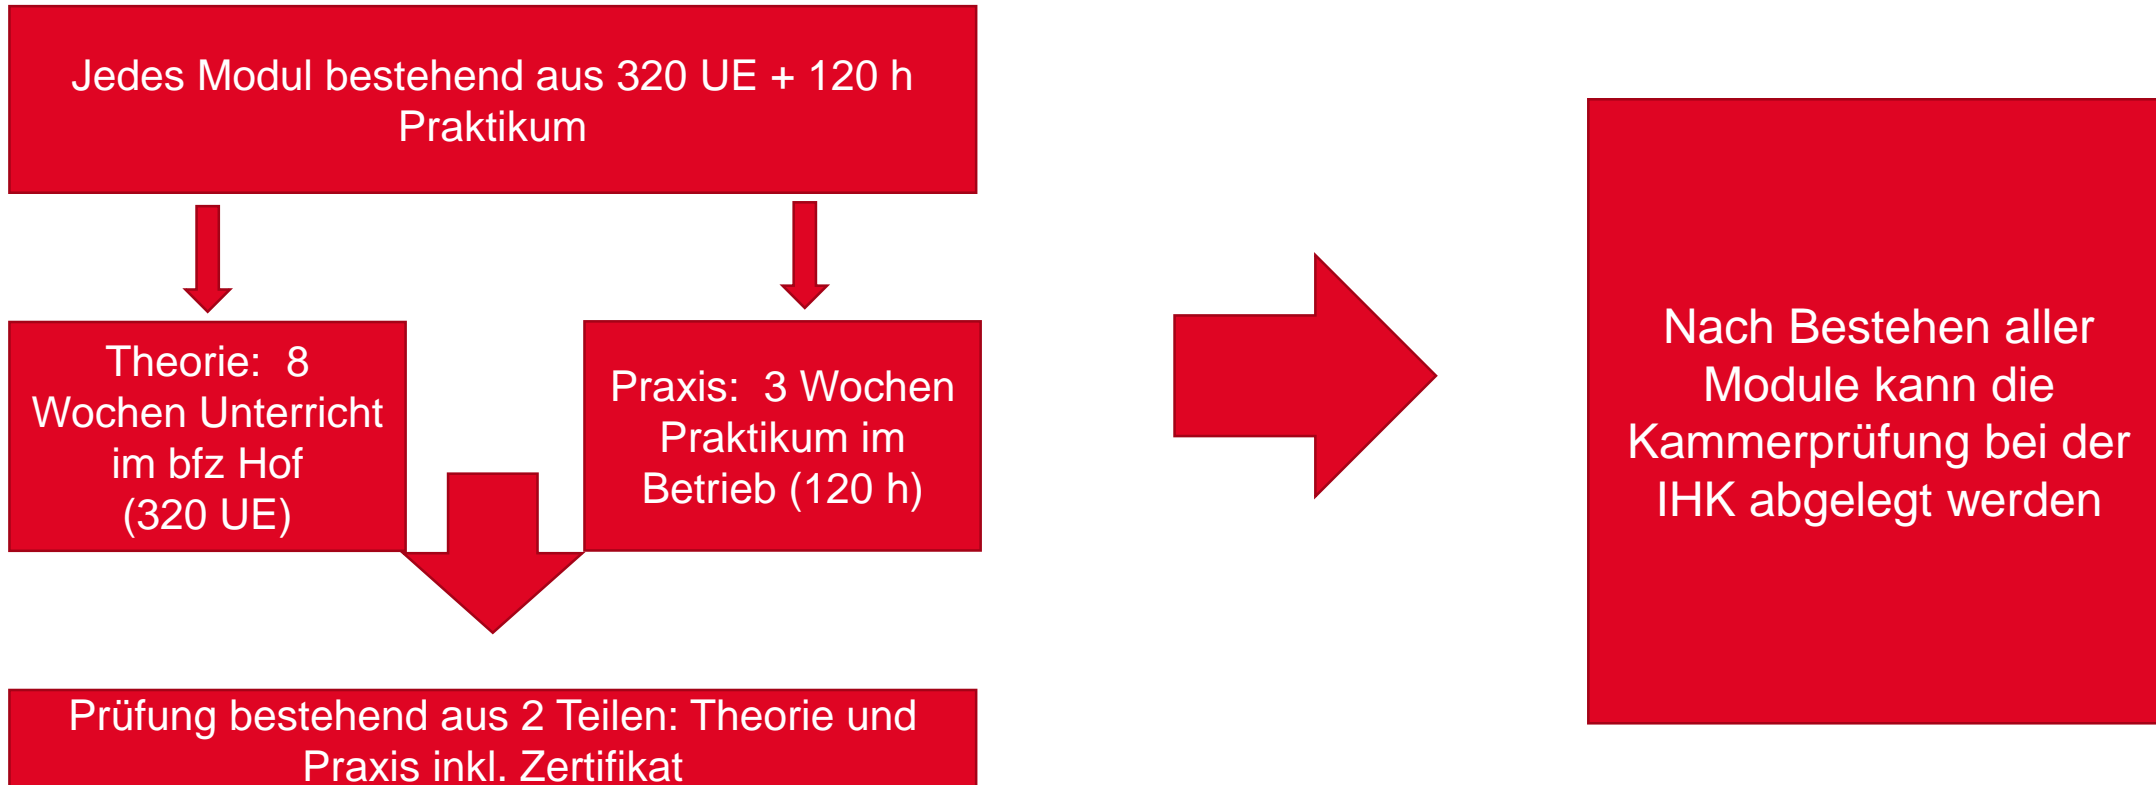 Jedes Modul bestehend aus 320 UE + 120 h
Praktikum
Theorie:  8
Wochen Unterricht
im bfz Hof
(320 UE)
Praxis:  3 Wochen
Praktikum im
Betrieb (120 h)
Prüfung bestehend aus 2 Teilen: Theorie und
Praxis inkl. Zertifikat
Nach Bestehen aller
Module kann die
Kammerprüfung bei der
IHK abgelegt werden